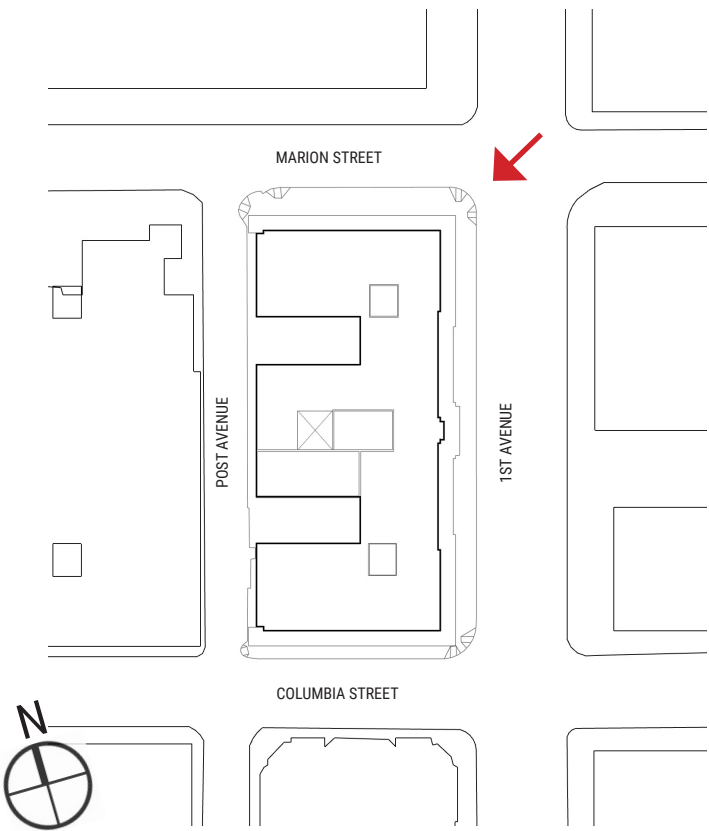 MARION STREET
POST AVENUE
1ST AVENUE
COLUMBIA STREET
N